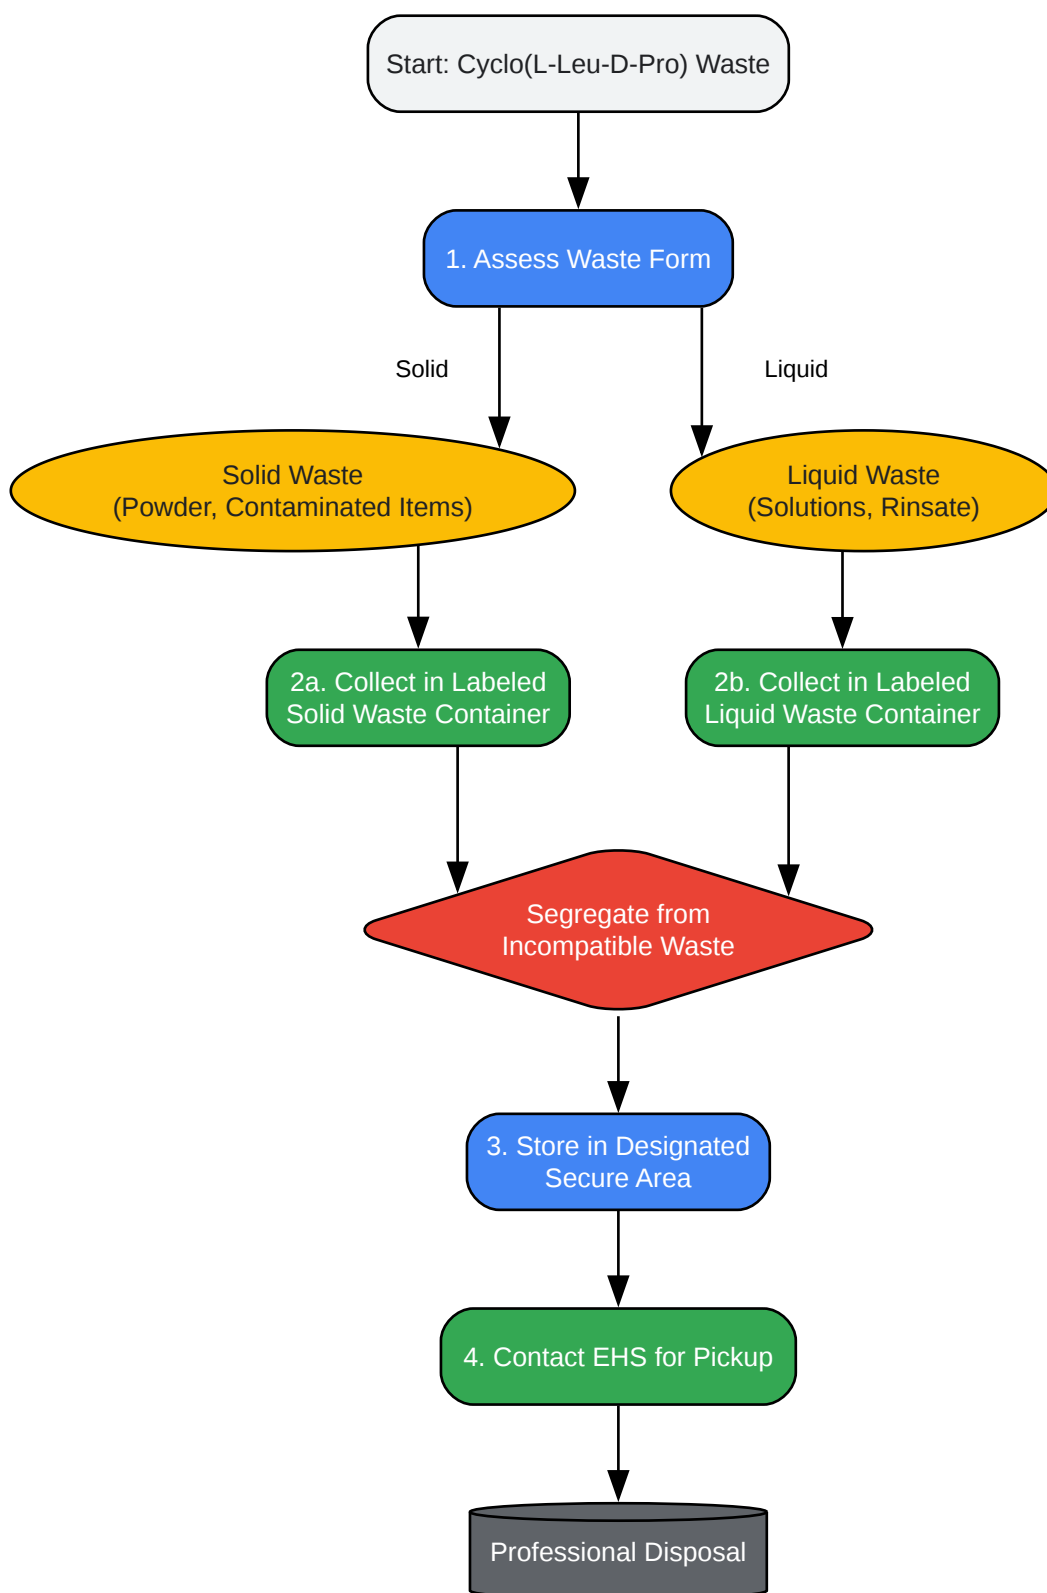 Start: Cyclo(L-Leu-D-Pro) Waste
1. Assess Waste Form
Solid
Liquid
Solid Waste
(Powder, Contaminated Items)
Liquid Waste
(Solutions, Rinsate)
2a. Collect in Labeled
Solid Waste Container
2b. Collect in Labeled
Liquid Waste Container
Segregate from
Incompatible Waste
3. Store in Designated
Secure Area
4. Contact EHS for Pickup
Professional Disposal